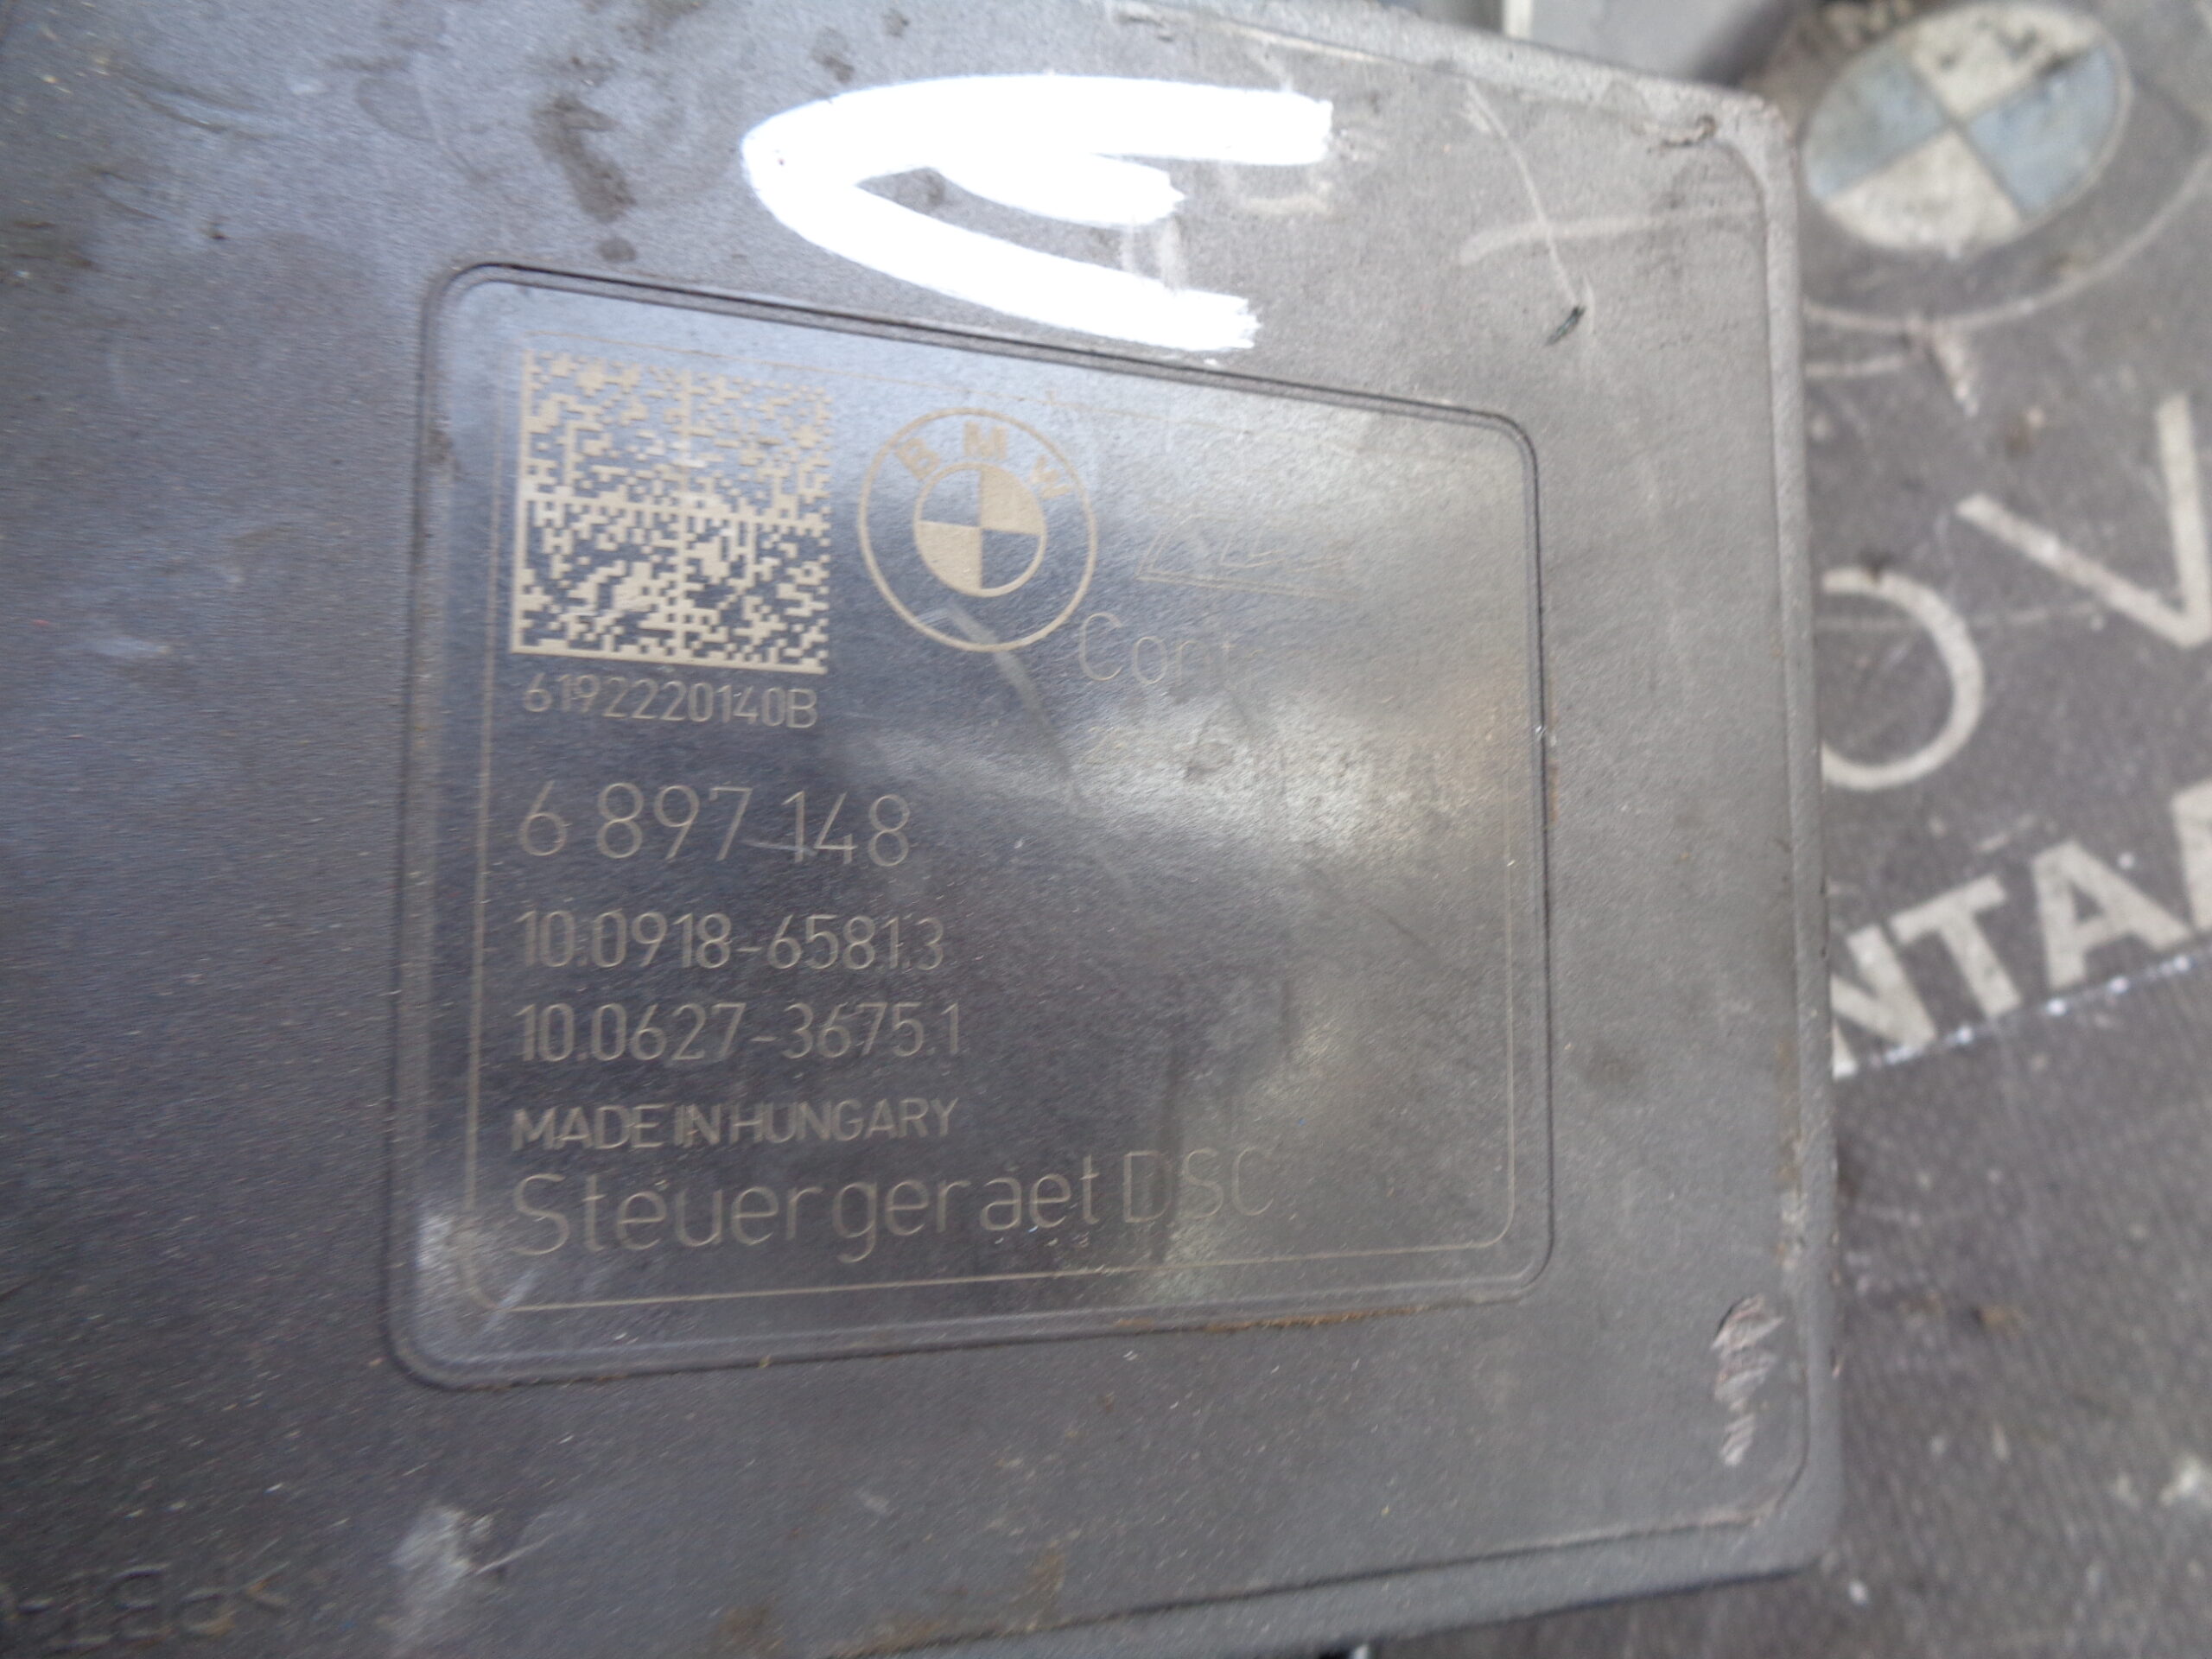 BMW
6192220140B
6 897 148
10.0918-6581.3
10.0627-3675.1
MADE IN HUNGARY
Steuergeraet DSC